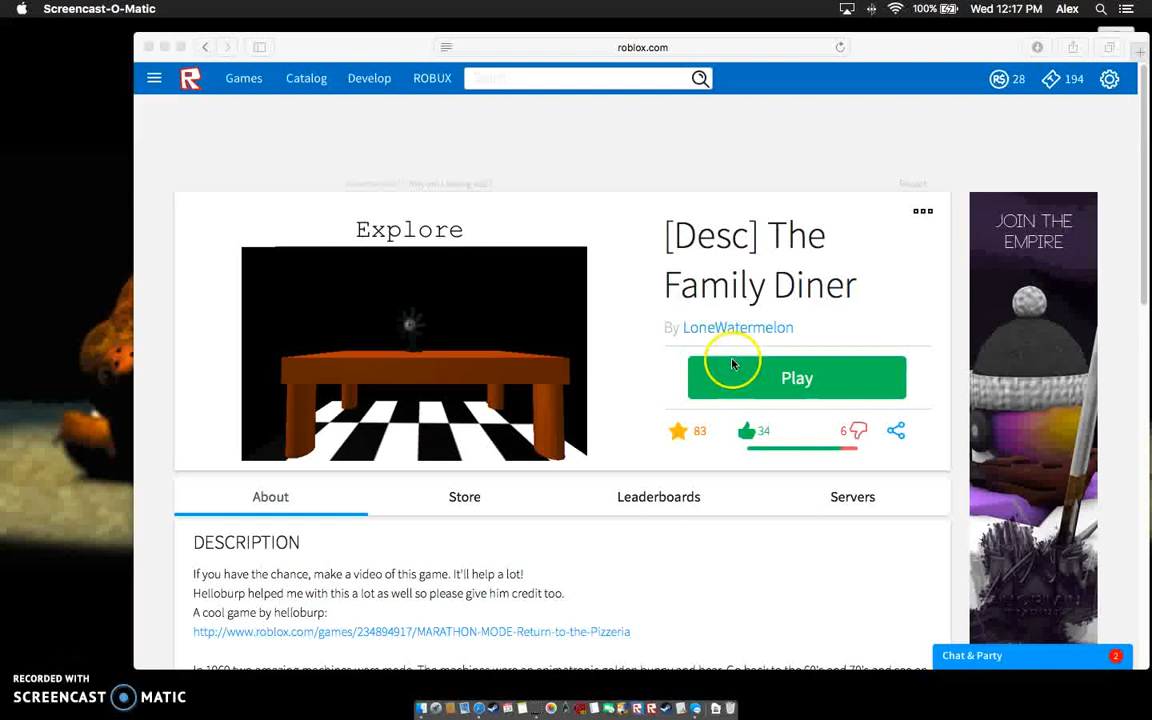 Screencast-O-Matic
100%
Wed 12:17 PM
Alex
roblox.com
Games
Catalog
Develop
ROBUX
Search
R$ 28
194
Explore
[Desc] The
Family Diner
By LoneWatermelon
Play
83
34
6
JOIN THE
EMPIRE
About
Store
Leaderboards
Servers
DESCRIPTION
If you have the chance, make a video of this game. It'll help a lot!
Helloburp helped me with this a lot as well so please give him credit too.
A cool game by helloburp:
http://www.roblox.com/games/234894917/MARATHON-MODE-Return-to-the-Pizzeria
Chat & Party
2
RECORDED WITH
SCREENCAST MATIC